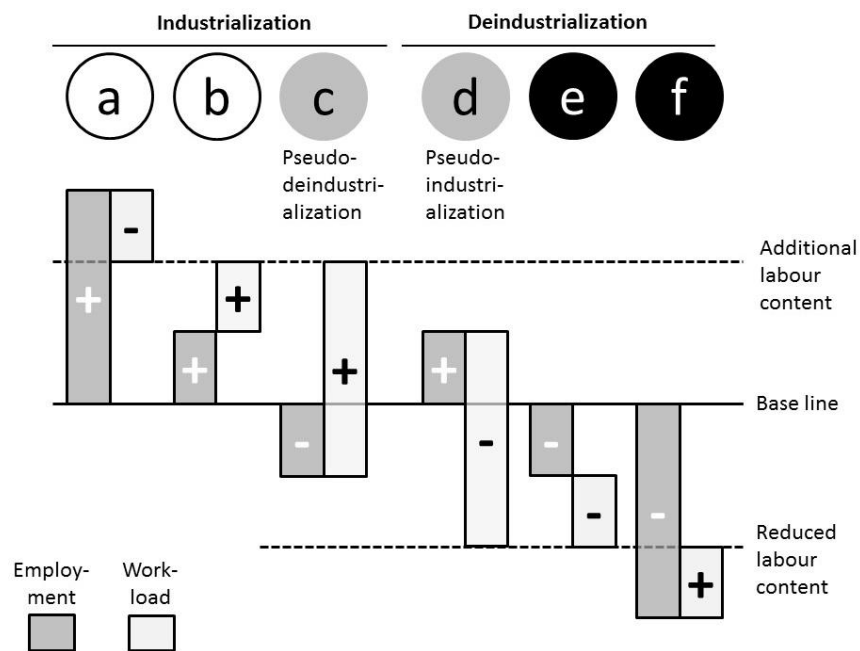 Industrialization
Deindustrialization
a b c d e f
Pseudo-
deindustri-
alization
Pseudo-
industri-
alization
- Additional
labour
content
+ + + + +
Base line
- - -
- Reduced
labour
content
- +
Employ-
ment
Work-
load